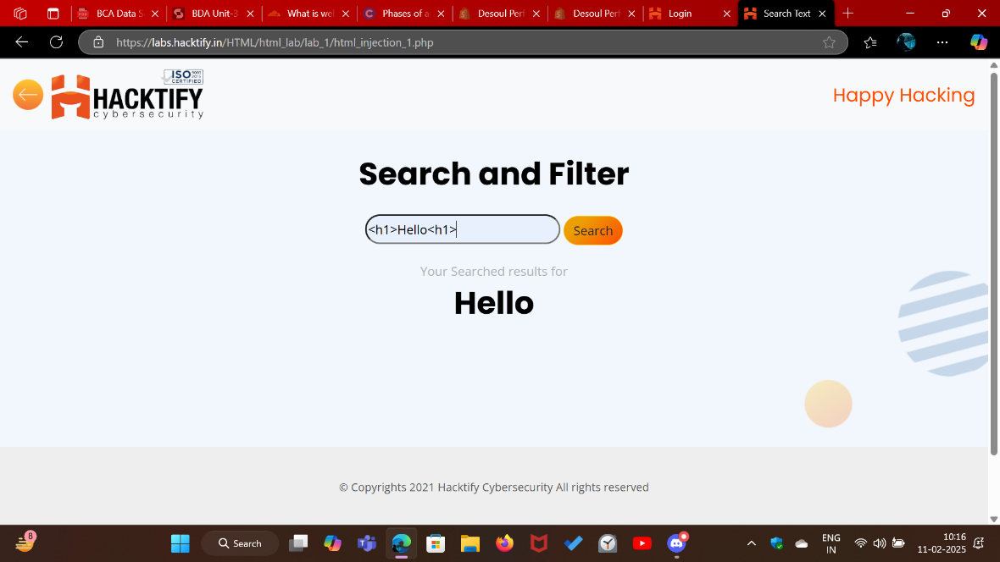 BCA Data S
BDA Unit-3
What is we
Phases of a
Desoul Perf
Desoul Perf
Login
Search Text
https://labs.hacktify.in/HTML/html_lab/lab_1/html_injection_1.php
ISO
CERTIFIED
HACKTIFY
cybersecurity
Happy Hacking
Search and Filter
<h1>Hello<h1>
Search
Your Searched results for
Hello
© Copyrights 2021 Hacktify Cybersecurity All rights reserved
8
Search
ENG
IN
10:16
11-02-2025